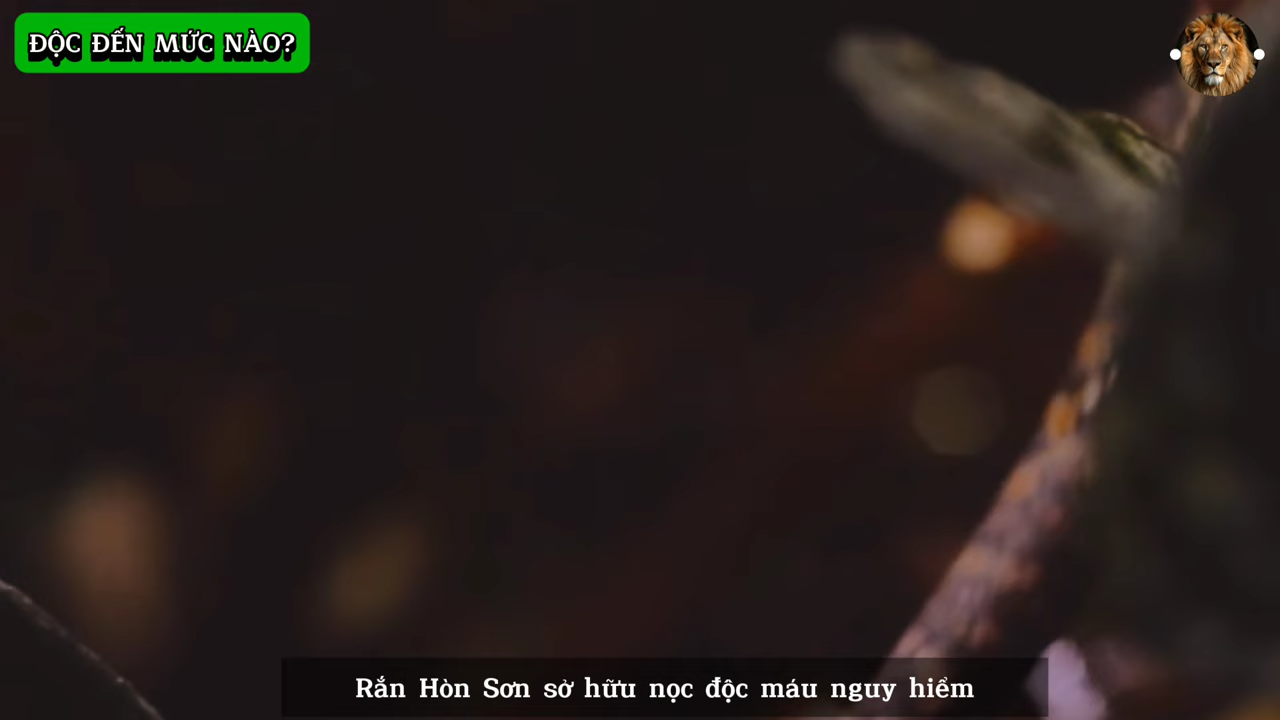 ĐỘC ĐẾN MỨC NÀO?
Rắn Hòn Sơn sở hữu nọc độc máu nguy hiểm